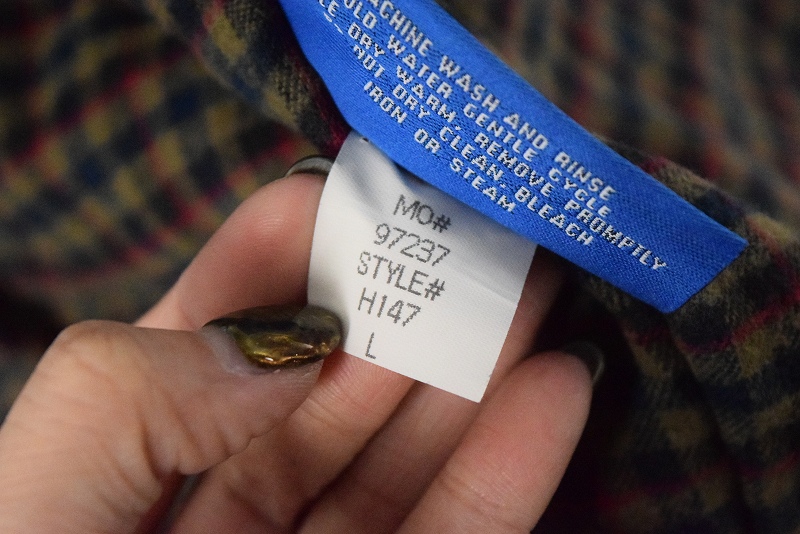 MACHINE WASH AND RINSE
COLD WATER, GENTLE CYCLE
DRY WARM, REMOVE PROMPTLY
NOT DRY CLEAN, BLEACH
IRON OR STEAM
MO#
97237
STYLE#
H147
L